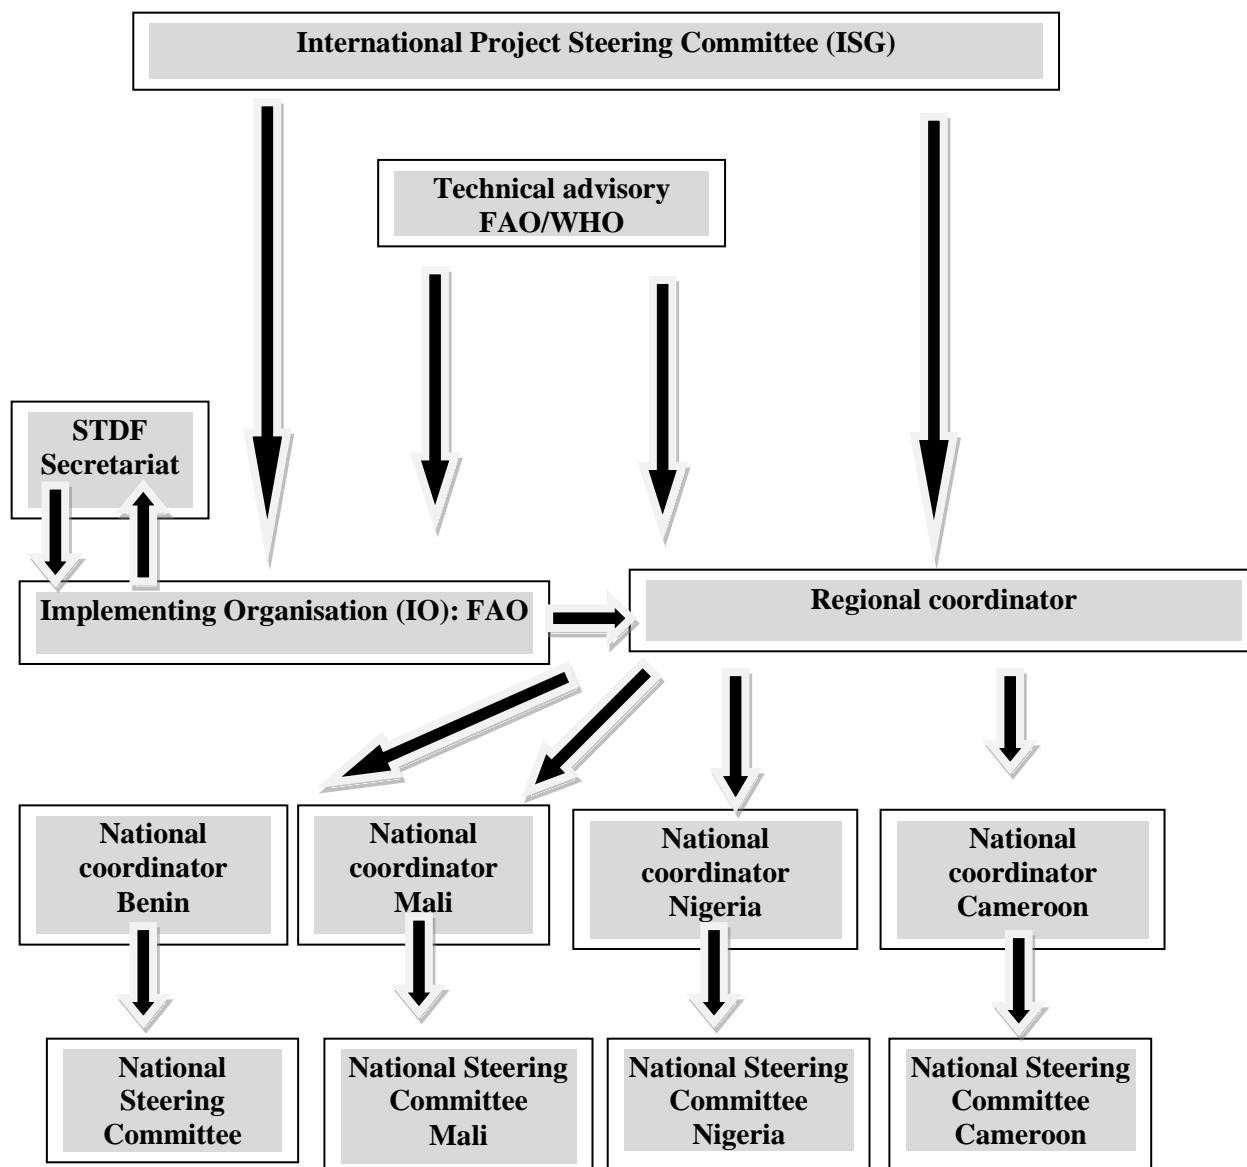 International Project Steering Committee (ISG)
Technical advisory
FAO/WHO
STDF
Secretariat
Implementing Organisation (IO): FAO
Regional coordinator
National
coordinator
Benin
National
coordinator
Mali
National
coordinator
Nigeria
National
coordinator
Cameroon
National
Steering
Committee
National Steering
Committee
Mali
National Steering
Committee
Nigeria
National Steering
Committee
Cameroon